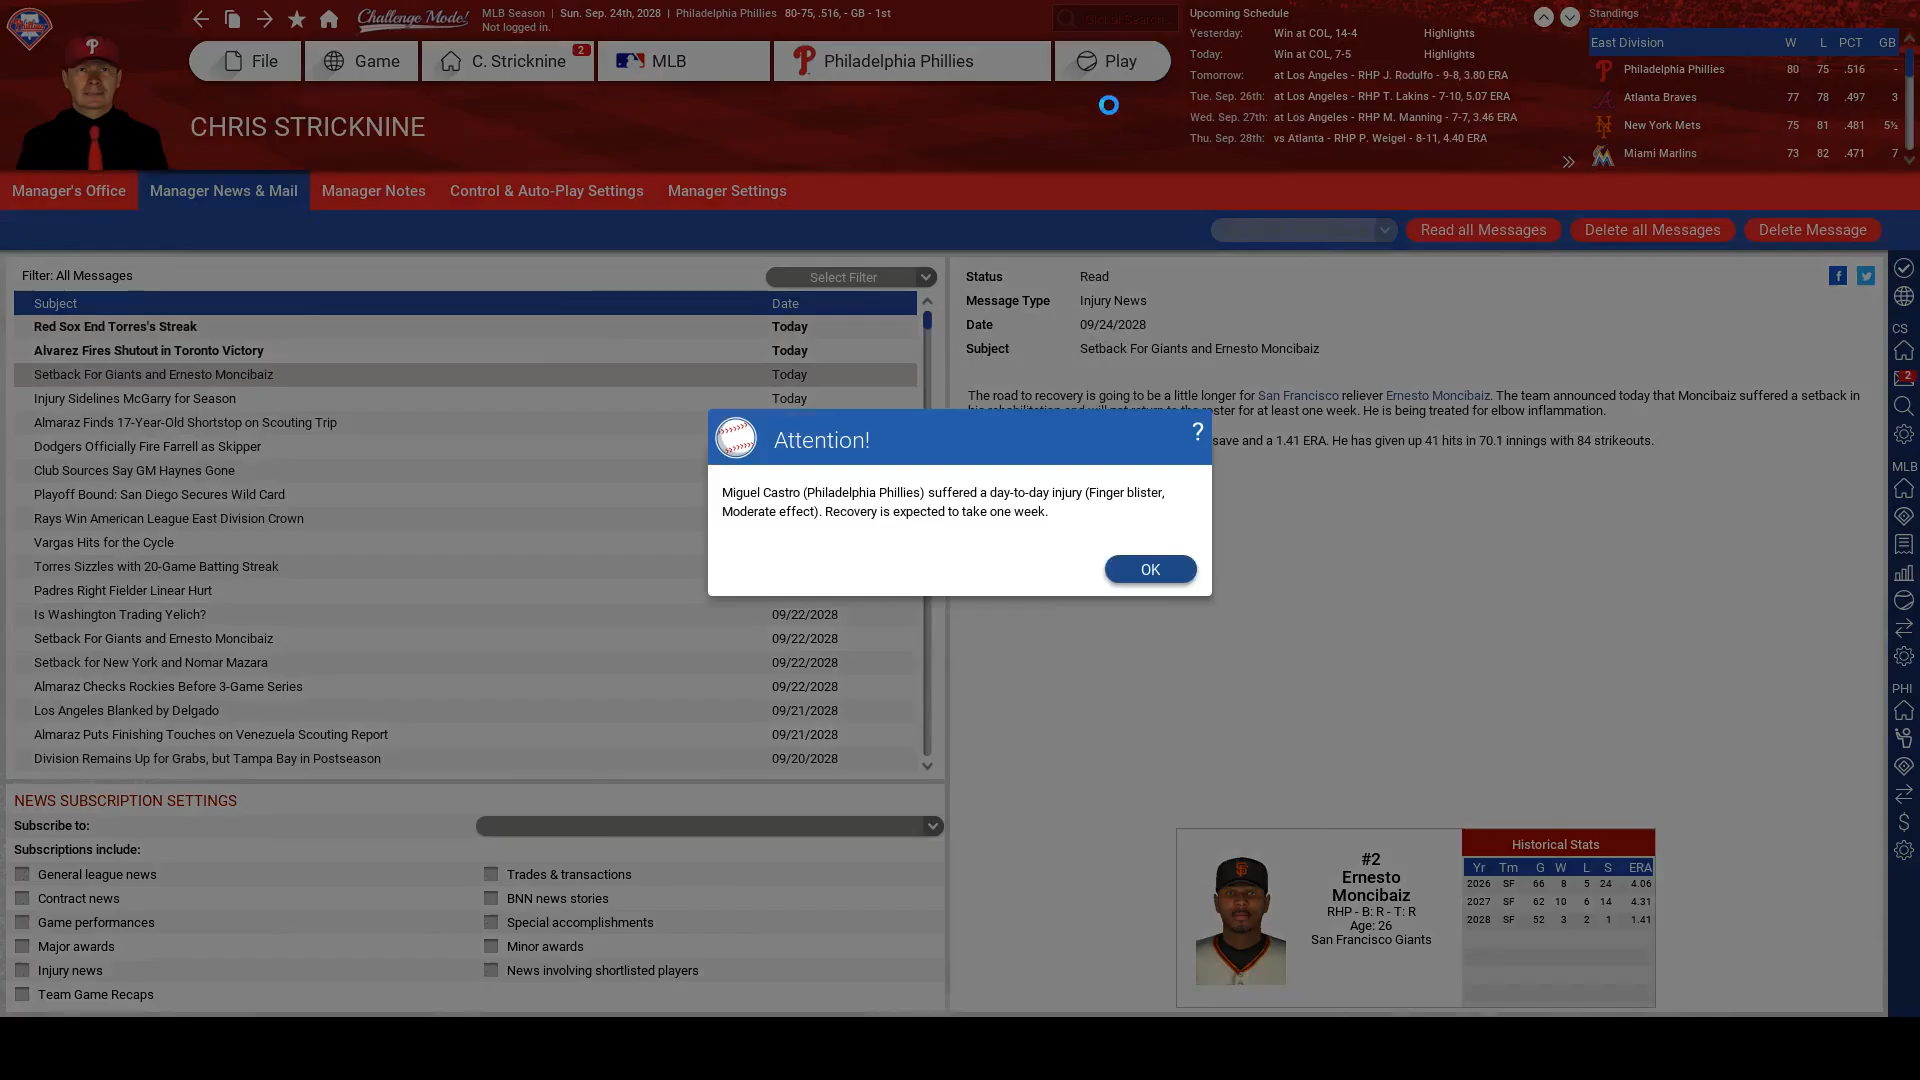 Challenge Mode!
MLB Season | Sun. Sep. 24th, 2028 | Philadelphia Phillies 80-75, .516, - GB - 1st
Not logged in.
Global Search...
File
Game
C. Stricknine
2
MLB
Philadelphia Phillies
Play
CHRIS STRICKNINE
Upcoming Schedule
Yesterday: Win at COL, 14-4 Highlights
Today: Win at COL, 7-5 Highlights
Tomorrow: at Los Angeles - RHP J. Rodulfo - 9-8, 3.80 ERA
Tue. Sep. 26th: at Los Angeles - RHP T. Lakins - 7-10, 5.07 ERA
Wed. Sep. 27th: at Los Angeles - RHP M. Manning - 7-7, 3.46 ERA
Thu. Sep. 28th: vs Atlanta - RHP P. Weigel - 8-11, 4.40 ERA
Standings
East Division W L PCT GB
Philadelphia Phillies 80 75 .516 -
Atlanta Braves 77 78 .497 3
New York Mets 75 81 .481 5½
Miami Marlins 73 82 .471 7
Manager's Office
Manager News & Mail
Manager Notes
Control & Auto-Play Settings
Manager Settings
Read all Messages
Delete all Messages
Delete Message
Filter: All Messages
Select Filter
Subject Date
Red Sox End Torres's Streak Today
Alvarez Fires Shutout in Toronto Victory Today
Setback For Giants and Ernesto Moncibaiz Today
Injury Sidelines McGarry for Season Today
Almaraz Finds 17-Year-Old Shortstop on Scouting Trip
Dodgers Officially Fire Farrell as Skipper
Club Sources Say GM Haynes Gone
Playoff Bound: San Diego Secures Wild Card
Rays Win American League East Division Crown
Vargas Hits for the Cycle
Torres Sizzles with 20-Game Batting Streak
Padres Right Fielder Linear Hurt
Is Washington Trading Yelich? 09/22/2028
Setback For Giants and Ernesto Moncibaiz 09/22/2028
Setback for New York and Nomar Mazara 09/22/2028
Almaraz Checks Rockies Before 3-Game Series 09/22/2028
Los Angeles Blanked by Delgado 09/21/2028
Almaraz Puts Finishing Touches on Venezuela Scouting Report 09/21/2028
Division Remains Up for Grabs, but Tampa Bay in Postseason 09/20/2028
NEWS SUBSCRIPTION SETTINGS
Subscribe to:
Subscriptions include:
General league news
Trades & transactions
Contract news
BNN news stories
Game performances
Special accomplishments
Major awards
Minor awards
Injury news
News involving shortlisted players
Team Game Recaps
Status Read
Message Type Injury News
Date 09/24/2028
Subject Setback For Giants and Ernesto Moncibaiz
The road to recovery is going to be a little longer for San Francisco reliever Ernesto Moncibaiz. The team announced today that Moncibaiz suffered a setback in
his rehabilitation and will not return to the roster for at least one week. He is being treated for elbow inflammation.
save and a 1.41 ERA. He has given up 41 hits in 70.1 innings with 84 strikeouts.
Attention!
?
Miguel Castro (Philadelphia Phillies) suffered a day-to-day injury (Finger blister,
Moderate effect). Recovery is expected to take one week.
OK
#2
Ernesto
Moncibaiz
RHP - B: R - T: R
Age: 26
San Francisco Giants
Historical Stats
Yr Tm G W L S ERA
2026 SF 66 8 5 24 4.06
2027 SF 62 10 6 14 4.31
2028 SF 52 3 2 1 1.41
CS
2
MLB
PHI